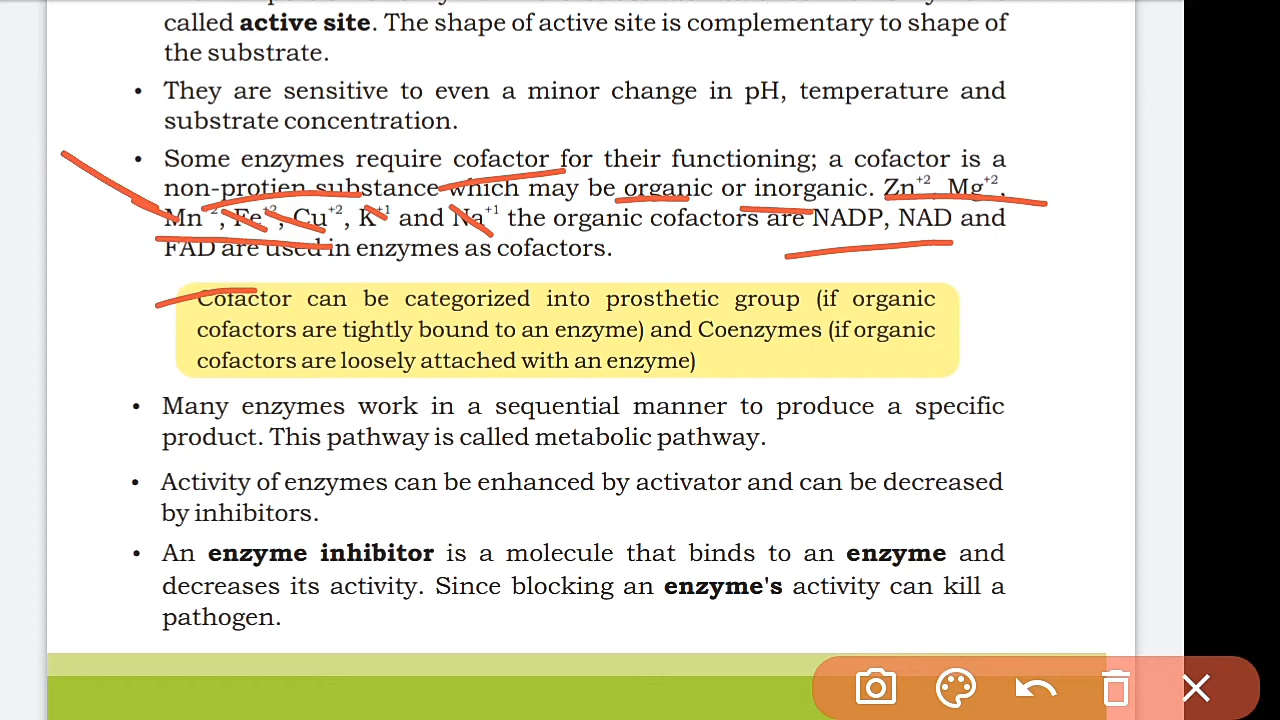 called active site. The shape of active site is complementary to shape of
the substrate.
• They are sensitive to even a minor change in pH, temperature and
substrate concentration.
• Some enzymes require cofactor for their functioning; a cofactor is a
non-protien substance which may be organic or inorganic. Zn+2, Mg+2,
Mn+2, Fe+2, Cu+2, K+1 and Na+1 the organic cofactors are NADP, NAD and
FAD are used in enzymes as cofactors.
Cofactor can be categorized into prosthetic group (if organic
cofactors are tightly bound to an enzyme) and Coenzymes (if organic
cofactors are loosely attached with an enzyme)
• Many enzymes work in a sequential manner to produce a specific
product. This pathway is called metabolic pathway.
• Activity of enzymes can be enhanced by activator and can be decreased
by inhibitors.
• An enzyme inhibitor is a molecule that binds to an enzyme and
decreases its activity. Since blocking an enzyme's activity can kill a
pathogen.